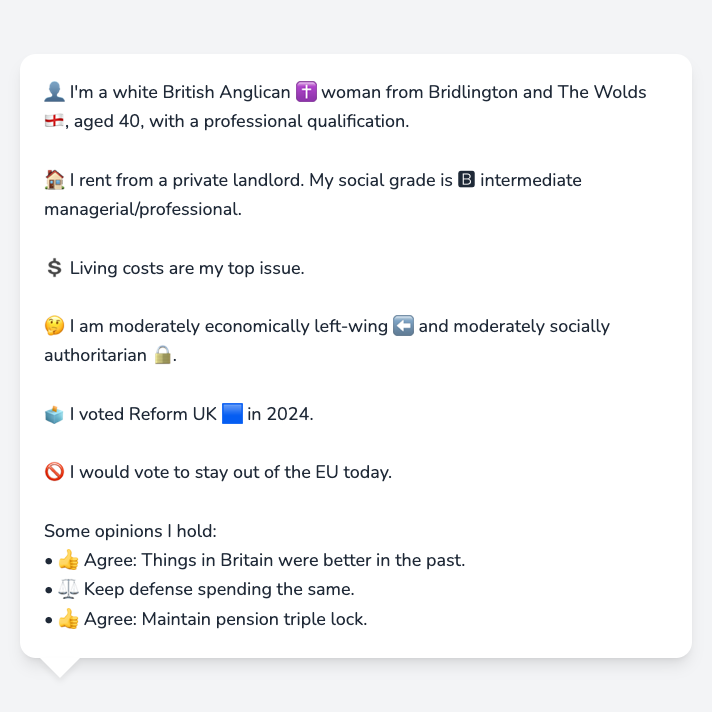 👤 I'm a white British Anglican ✝️ woman from Bridlington and The Wolds
🏴󠁧󠁢󠁥󠁮󠁧󠁿, aged 40, with a professional qualification.
🏠 I rent from a private landlord. My social grade is 🅱 intermediate
managerial/professional.
💲 Living costs are my top issue.
🤔 I am moderately economically left-wing ⬅️ and moderately socially
authoritarian 🔒.
🗳️ I voted Reform UK 🟦 in 2024.
🚫 I would vote to stay out of the EU today.
Some opinions I hold:
• 👍 Agree: Things in Britain were better in the past.
• ⚖️ Keep defense spending the same.
• 👍 Agree: Maintain pension triple lock.